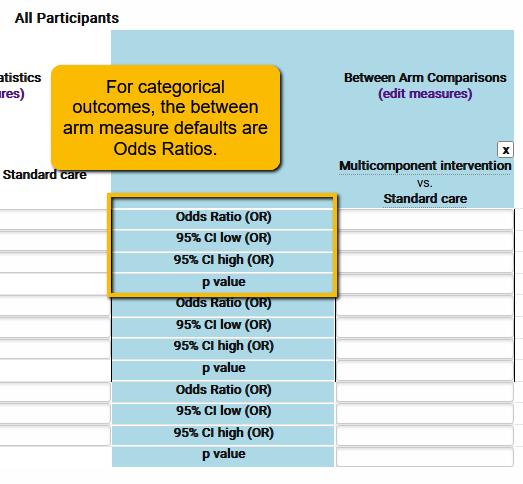 All Participants
atistics
res)
For categorical
outcomes, the between
arm measure defaults are
Odds Ratios.
Between Arm Comparisons
(edit measures)
x
Standard care
Multicomponent intervention
vs.
Standard care
Odds Ratio (OR)
95% CI low (OR)
95% CI high (OR)
p value
Odds Ratio (OR)
95% CI low (OR)
95% CI high (OR)
p value
Odds Ratio (OR)
95% CI low (OR)
95% CI high (OR)
p value